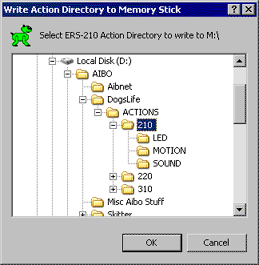 Write Action Directory to Memory Stick
Select ERS-210 Action Directory to write to M:\
Local Disk (D:)
AIBO
Aibnet
DogsLife
ACTIONS
210
LED
MOTION
SOUND
220
310
Misc Aibo Stuff
Skitter
OK
Cancel